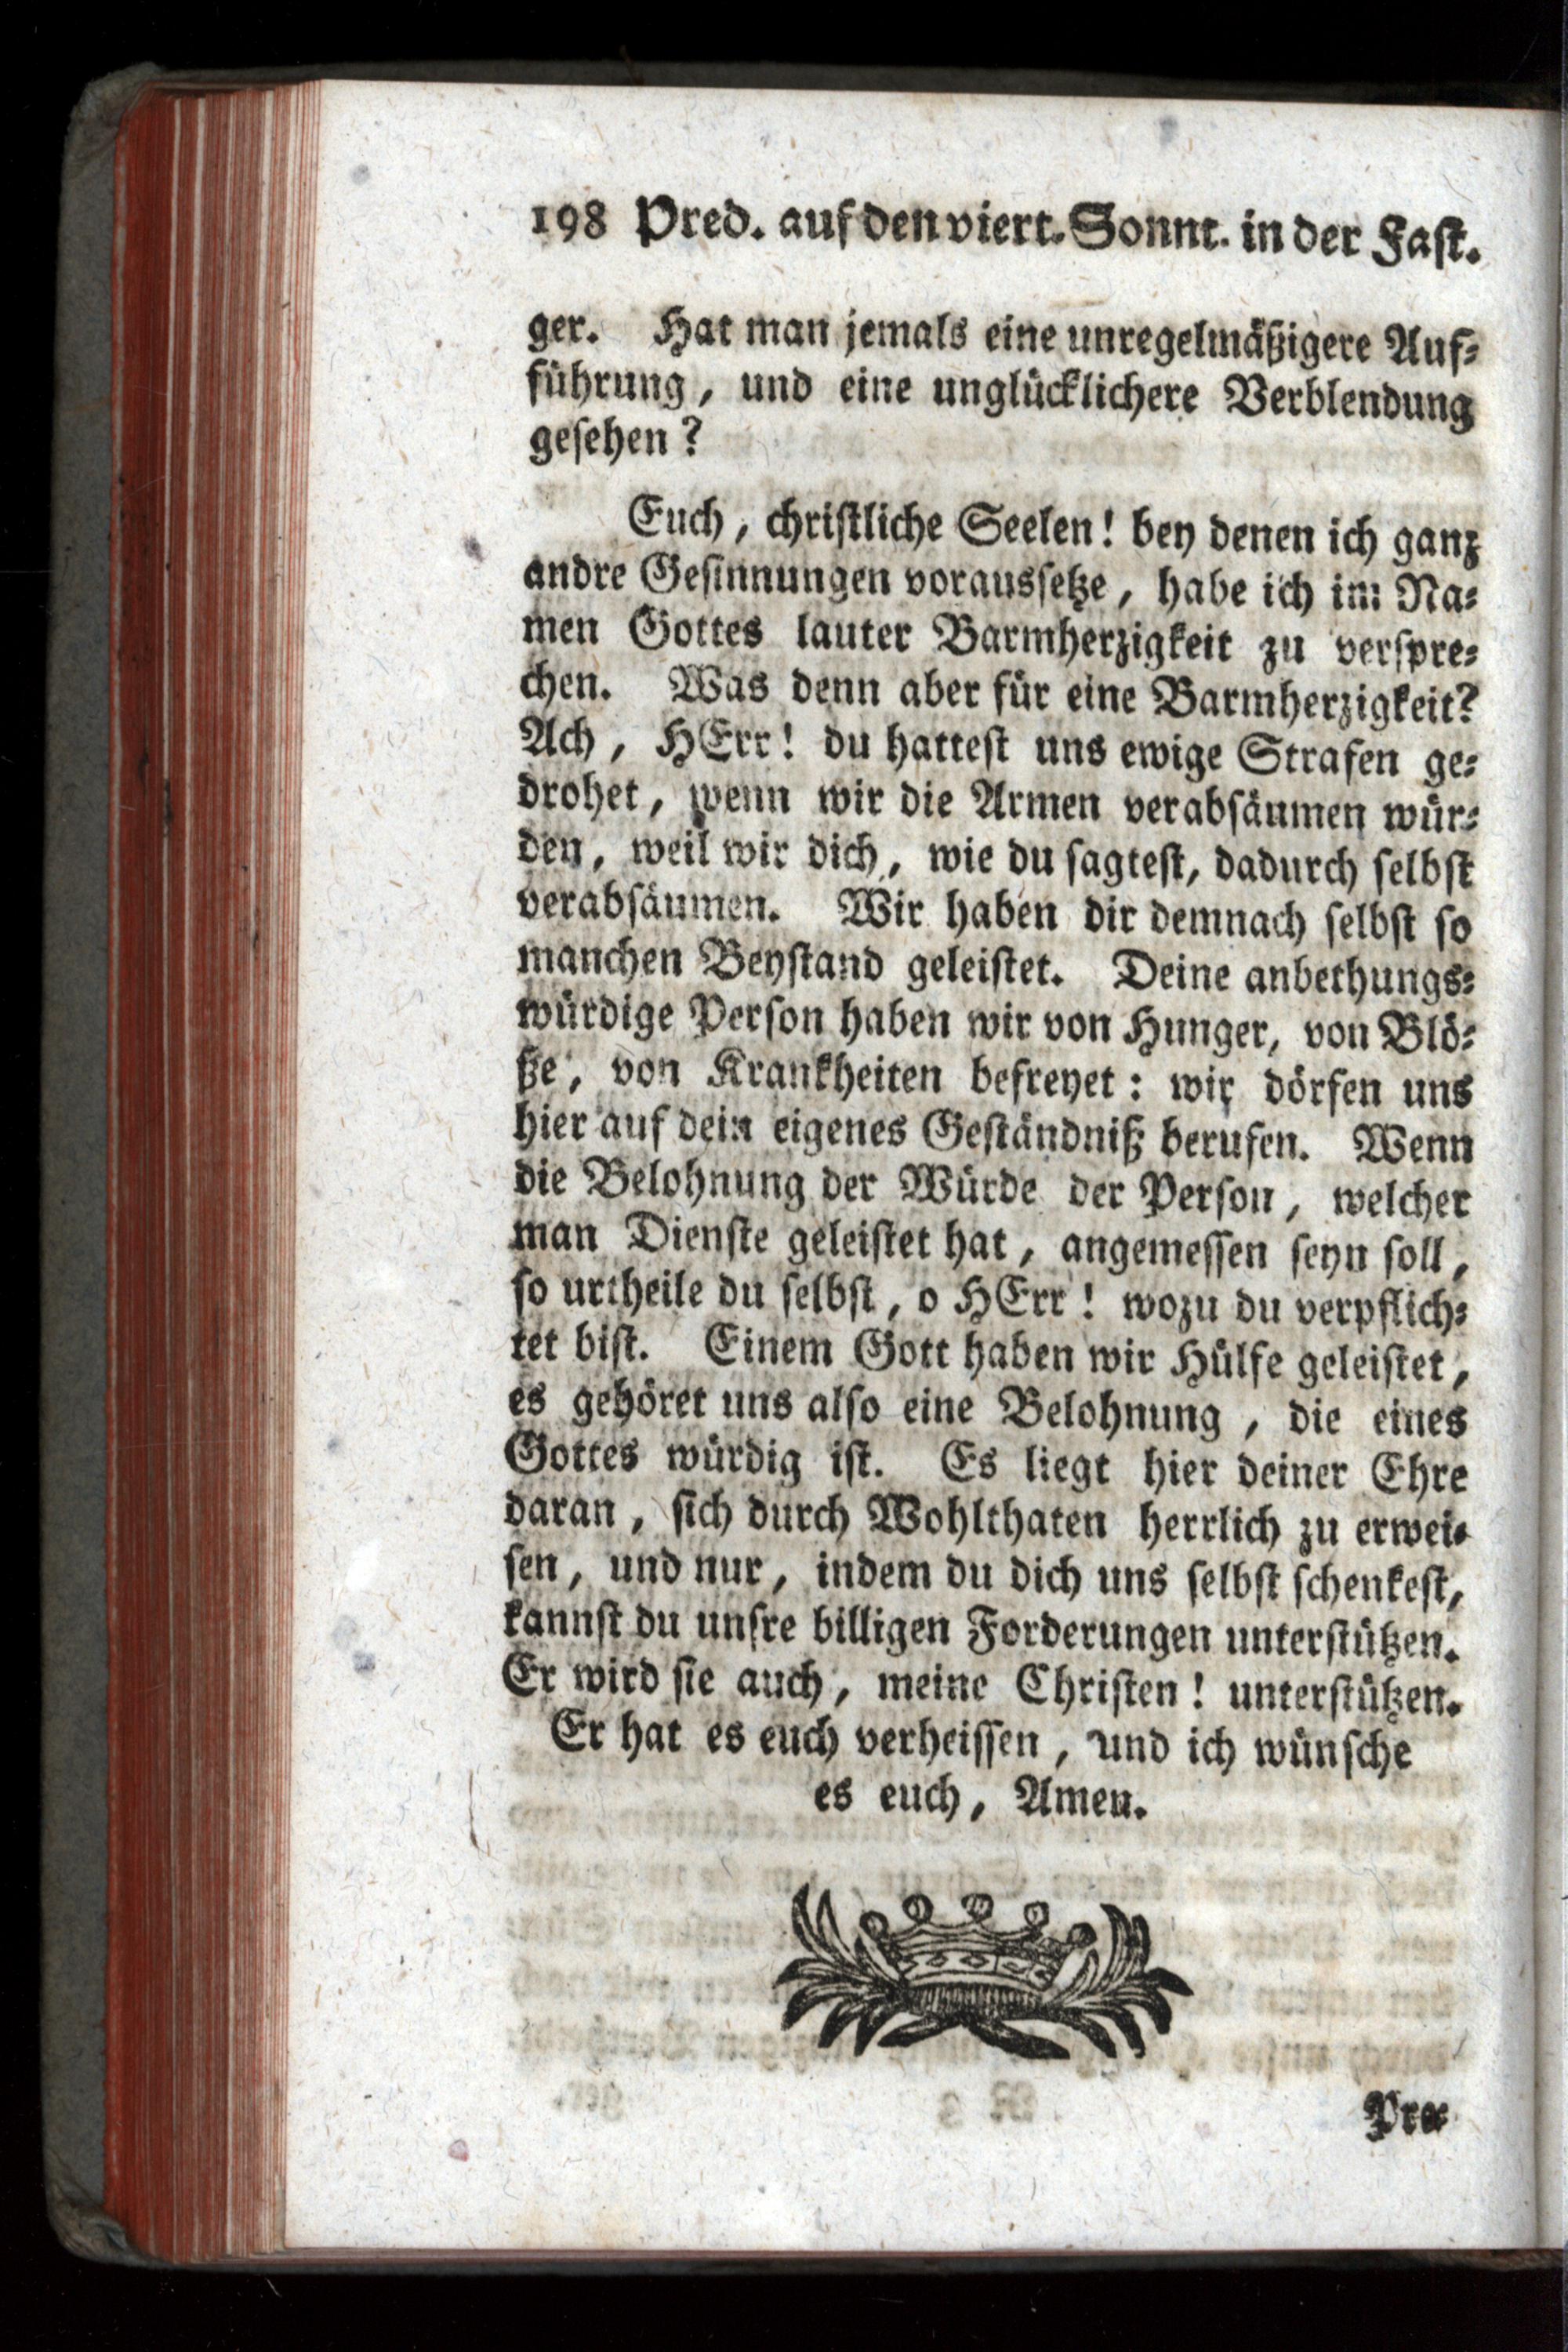 198 Pred. auf den viert. Sonnt. in der Fast.
ger. Hat man jemals eine unregelmäßigere Auf-
führung, und eine unglücklichere Verblendung
gesehen?
Euch, christliche Seelen! bey denen ich ganz
andre Gesinnungen voraussetze, habe ich im Na-
men Gottes lauter Barmherzigkeit zu verspre-
chen. Was denn aber für eine Barmherzigkeit?
Ach, HErr! du hattest uns ewige Strafen ge-
drohet, wenn wir die Armen verabsäumen wür-
den, weil wir dich, wie du sagtest, dadurch selbst
verabsäumen. Wir haben dir demnach selbst so
manchen Beystand geleistet. Deine anbethungs-
würdige Person haben wir von Hunger, von Blö-
ße, von Krankheiten befreyet: wir dörfen uns
hier auf dein eigenes Geständniß berufen. Wenn
die Belohnung der Würde der Person, welcher
man Dienste geleistet hat, angemessen seyn soll,
so urtheile du selbst, o HErr! wozu du verpflich-
tet bist. Einem Gott haben wir Hülfe geleistet,
es gehöret uns also eine Belohnung, die eines
Gottes würdig ist. Es liegt hier deiner Ehre
daran, sich durch Wohlthaten herrlich zu erwei-
sen, und nur, indem du dich uns selbst schenkest,
kannst du unsre billigen Forderungen unterstützen.
Er wird sie auch, meine Christen! unterstützen.
Er hat es euch verheissen, und ich wünsche
es euch, Amen.
Pre-